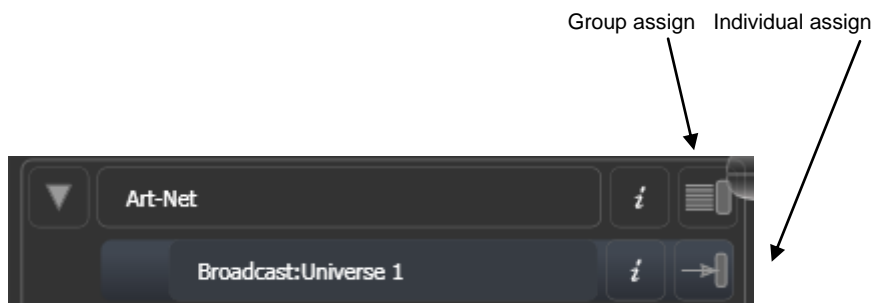 Group assign Individual assign
Art-Net i
Broadcast:Universe 1 i